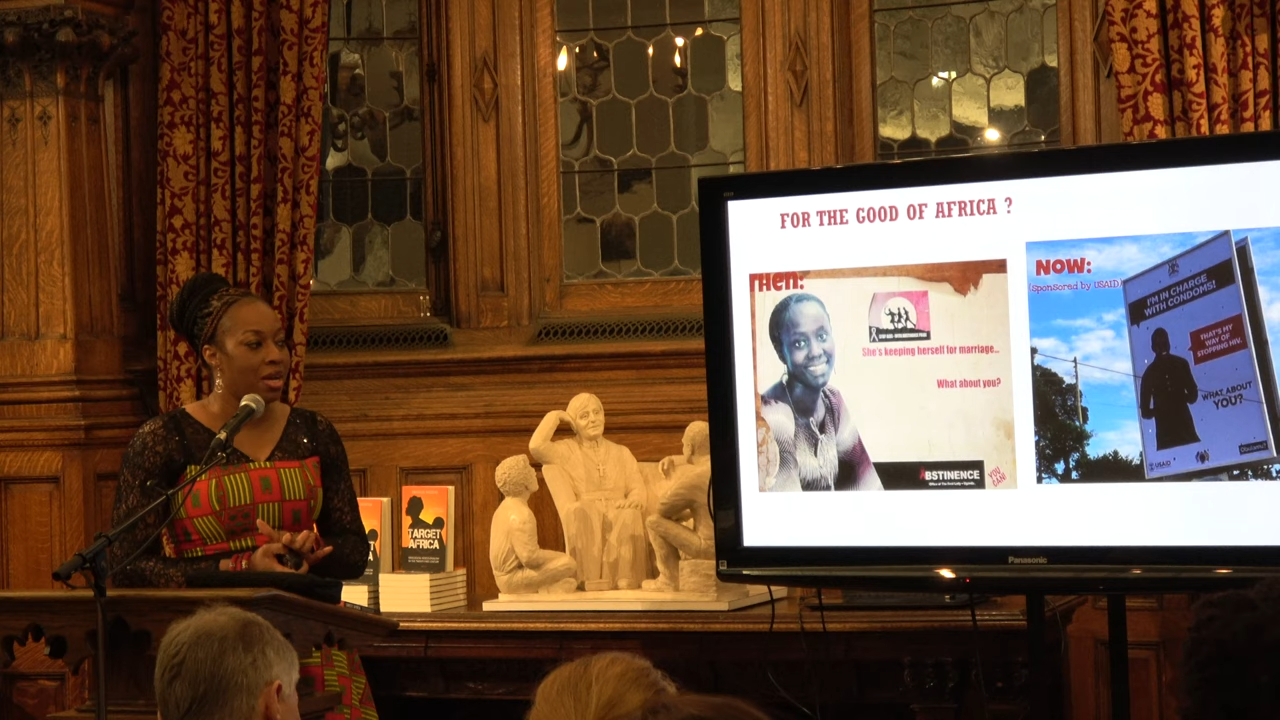 FOR THE GOOD OF AFRICA ?
THEN:
She's keeping herself for marriage...
What about you?
ABSTINENCE
YOU CAN!
NOW:
(sponsored by USAID)
I'M IN CHARGE
WITH CONDOMS!
THAT'S MY
WAY OF
STOPPING HIV.
WHAT ABOUT
YOU?
USAID
Panasonic
TARGET
AFRICA